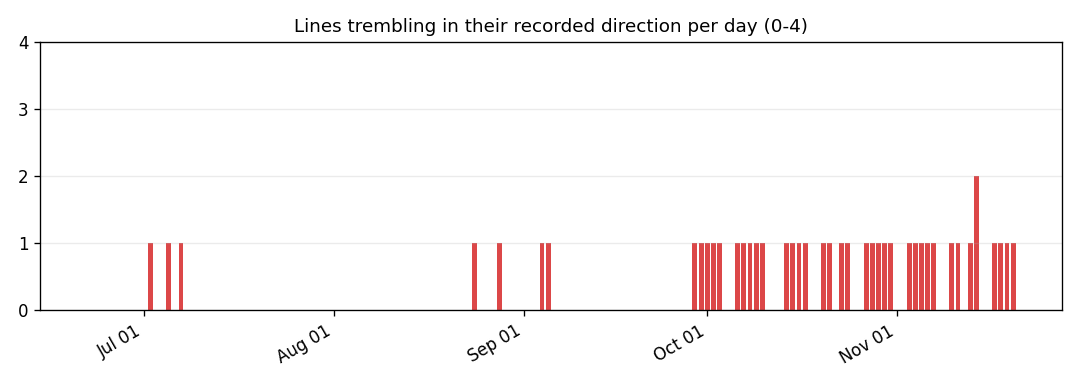 Lines trembling in their recorded direction per day (0-4)
4
3
2
1
0
Jul 01
Aug 01
Sep 01
Oct 01
Nov 01